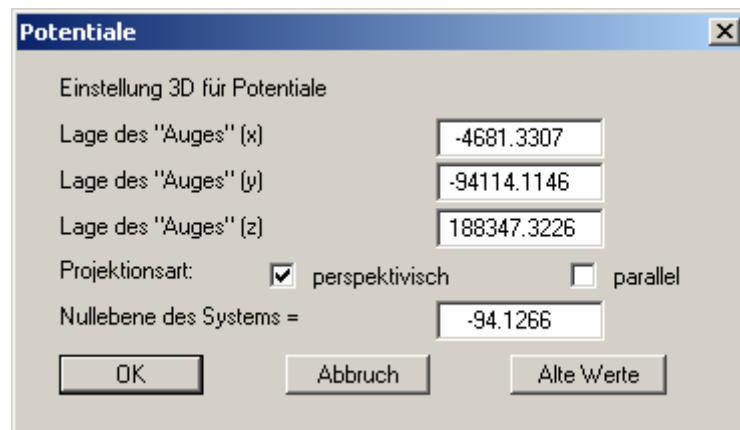 Potentiale
Einstellung 3D für Potentiale
Lage des "Auges" (x) -4681.3307
Lage des "Auges" (y) -94114.1146
Lage des "Auges" (z) 188347.3226
Projektionsart: perspektivisch parallel
Nullebene des Systems = -94.1266
OK Abbruch Alte Werte